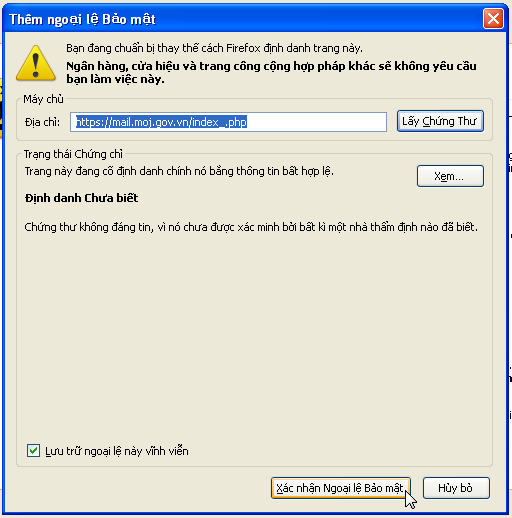 Thêm ngoại lệ Bảo mật
Bạn đang chuẩn bị thay thế cách Firefox định danh trang này.
Ngân hàng, cửa hiệu và trang công cộng hợp pháp khác sẽ không yêu cầu
bạn làm việc này.
Máy chủ
Địa chỉ: https://mail.moj.gov.vn/index_.php Lấy Chứng Thư
Trạng thái Chứng chỉ
Trang này đang cố định danh chính nó bằng thông tin bất hợp lệ. Xem...
Định danh Chưa biết
Chứng thư không đáng tin, vì nó chưa được xác minh bởi bất kì một nhà thẩm định nào đã biết.
Lưu trữ ngoại lệ này vĩnh viễn
Xác nhận Ngoại lệ Bảo mật Hủy bỏ